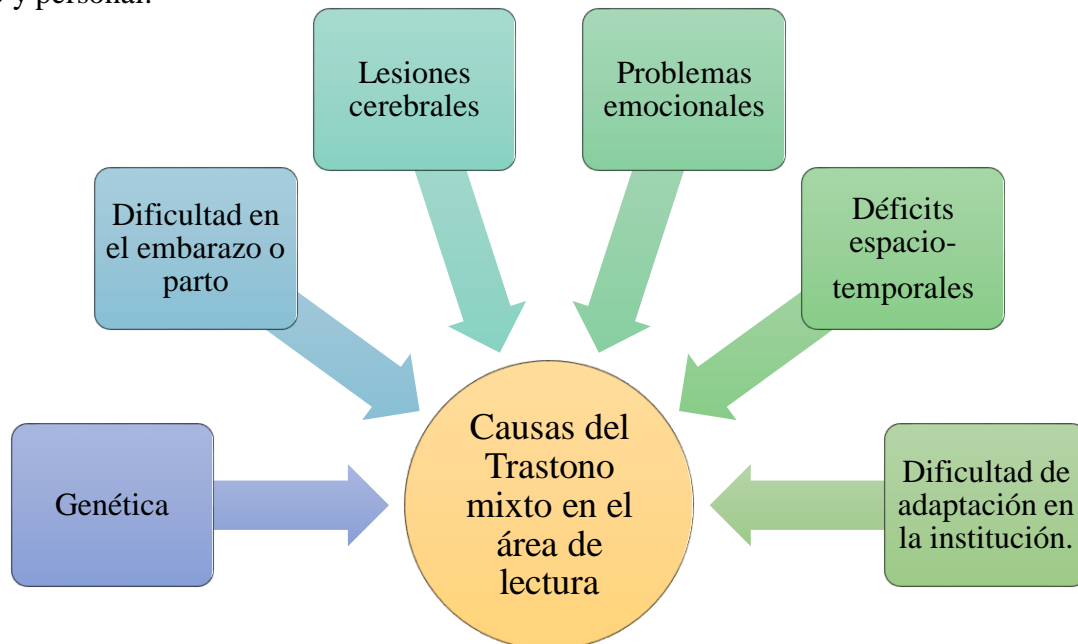 y personal.
Lesiones
cerebrales
Problemas
emocionales
Dificultad en
el embarazo o
parto
Déficits
espacio-
temporales
Genética
Causas del
Trastono
mixto en el
área de
lectura
Dificultad de
adaptación en
la institución.